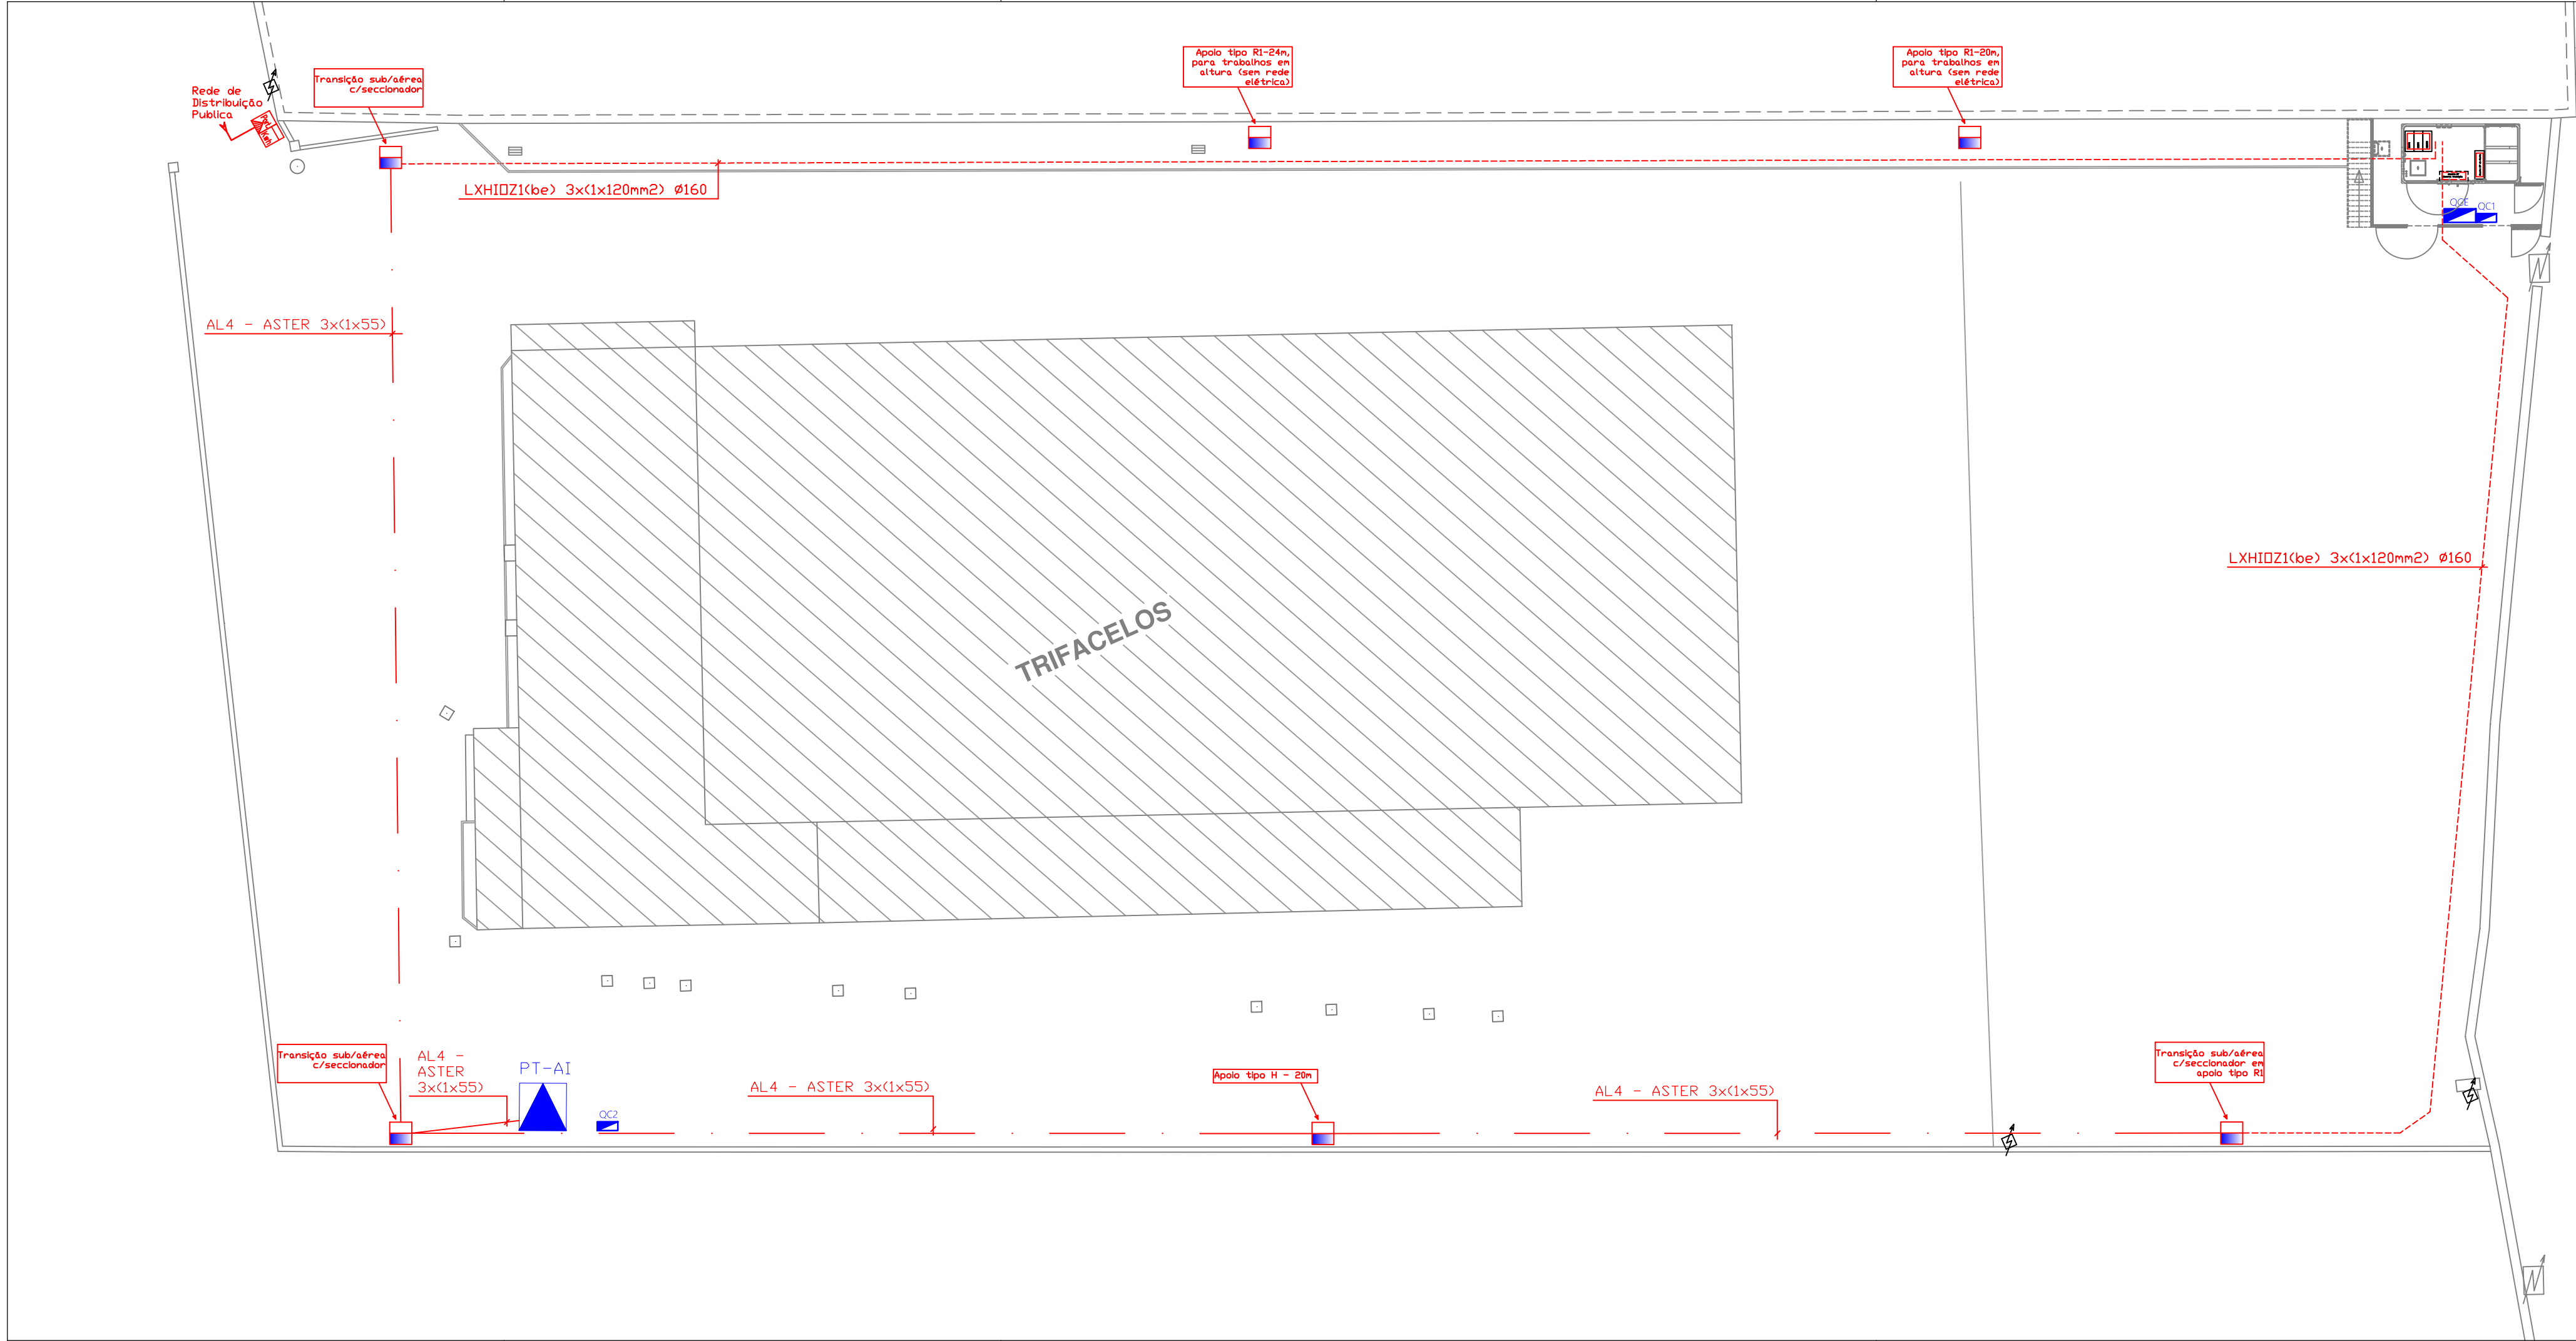 Apoio tipo R1-24m,
para trabalhos em
altura (sem rede
elétrica)
Apoio tipo R1-20m,
para trabalhos em
altura (sem rede
elétrica)
Transição sub/aérea
c/seccionador
Rede de
Distribuição
Publica
LXHIOZ1(be) 3x(1x120mm2) Ø160
QCE
QC1
AL4 - ASTER 3x(1x55)
TRIFACELOS
LXHIOZ1(be) 3x(1x120mm2) Ø160
Transição sub/aérea
c/seccionador
AL4 -
ASTER
3x(1x55)
PT-AI
QC2
AL4 - ASTER 3x(1x55)
Apoio tipo H - 20m
AL4 - ASTER 3x(1x55)
Transição sub/aérea
c/seccionador em
apoio tipo R1